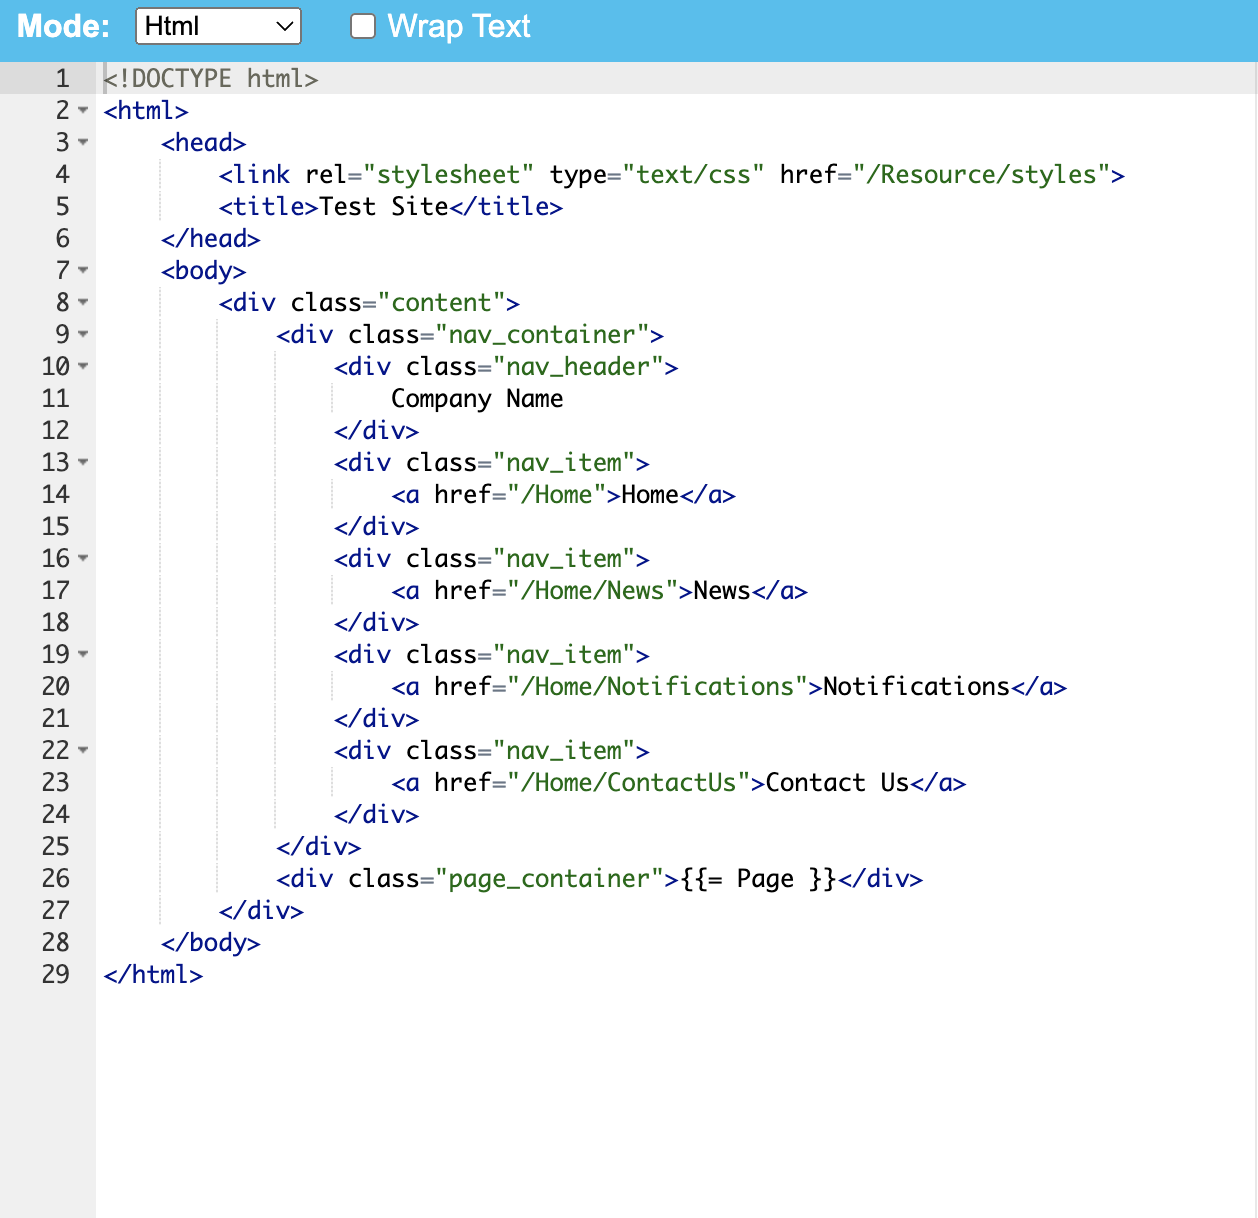 Mode: Html Wrap Text
1 <!DOCTYPE html>
2 <html>
3     <head>
4         <link rel="stylesheet" type="text/css" href="/Resource/styles">
5         <title>Test Site</title>
6     </head>
7     <body>
8         <div class="content">
9             <div class="nav_container">
10                 <div class="nav_header">
11                     Company Name
12                 </div>
13                 <div class="nav_item">
14                     <a href="/Home">Home</a>
15                 </div>
16                 <div class="nav_item">
17                     <a href="/Home/News">News</a>
18                 </div>
19                 <div class="nav_item">
20                     <a href="/Home/Notifications">Notifications</a>
21                 </div>
22                 <div class="nav_item">
23                     <a href="/Home/ContactUs">Contact Us</a>
24                 </div>
25             </div>
26             <div class="page_container">{{= Page }}</div>
27         </div>
28     </body>
29 </html>